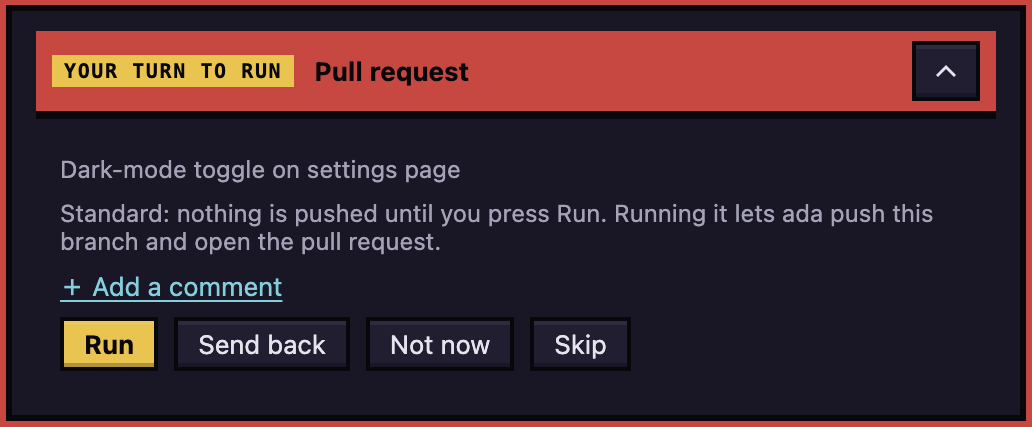 YOUR TURN TO RUN Pull request
Dark-mode toggle on settings page
Standard: nothing is pushed until you press Run. Running it lets ada push this
branch and open the pull request.
+ Add a comment
Run Send back Not now Skip